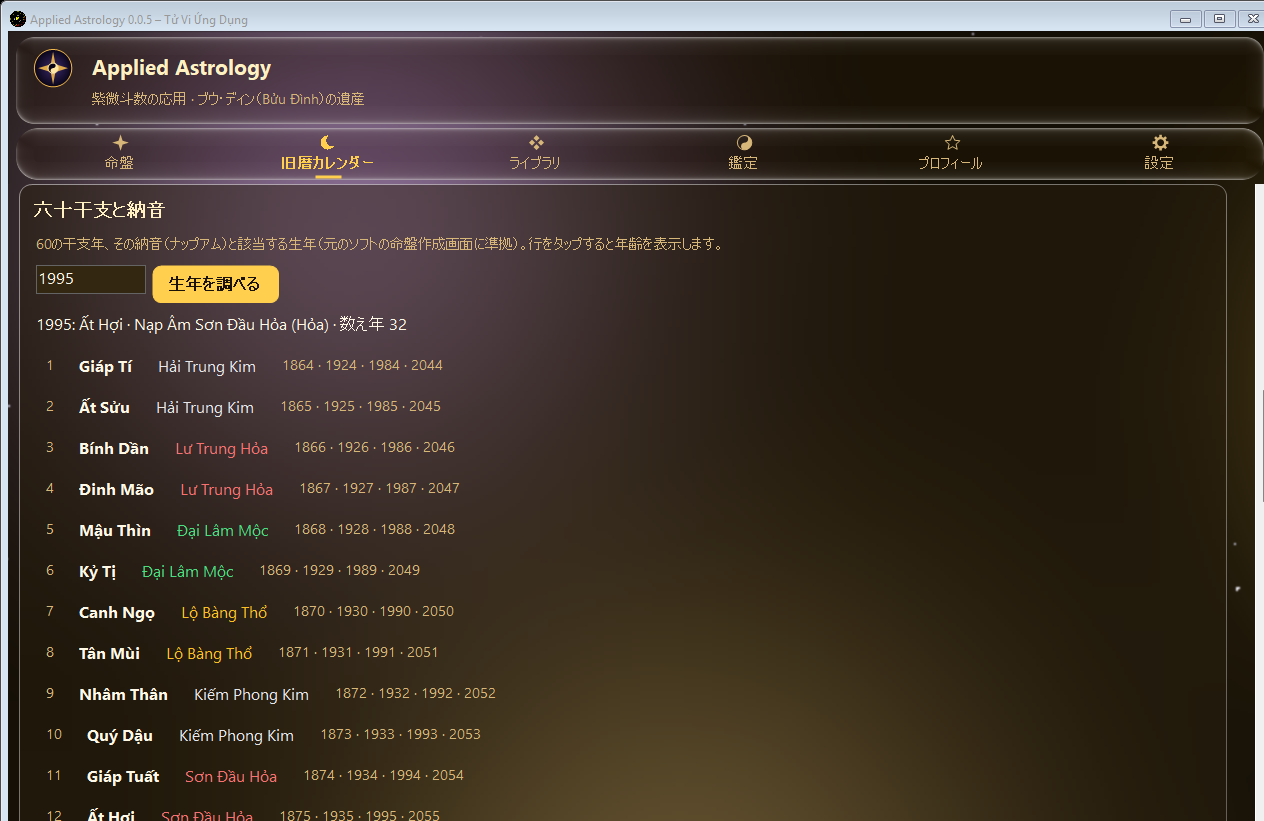 Applied Astrology 0.0.5 – Tử Vi Ứng Dụng
Applied Astrology
紫微斗数の応用 · ブウ・ディン(Bửu Đình)の遺産
命盤
旧暦カレンダー
ライブラリ
鑑定
プロフィール
設定
六十干支と納音
60の干支年、その納音(ナップアム)と該当する生年(元のソフトの命盤作成画面に準拠)。行をタップすると年齢を表示します。
1995 生年を調べる
1995: Ất Hợi · Nạp Âm Sơn Đầu Hỏa (Hỏa) · 数え年 32
1 Giáp Tí Hải Trung Kim 1864 · 1924 · 1984 · 2044
2 Ất Sửu Hải Trung Kim 1865 · 1925 · 1985 · 2045
3 Bính Dần Lư Trung Hỏa 1866 · 1926 · 1986 · 2046
4 Đinh Mão Lư Trung Hỏa 1867 · 1927 · 1987 · 2047
5 Mậu Thìn Đại Lâm Mộc 1868 · 1928 · 1988 · 2048
6 Kỷ Tị Đại Lâm Mộc 1869 · 1929 · 1989 · 2049
7 Canh Ngọ Lộ Bàng Thổ 1870 · 1930 · 1990 · 2050
8 Tân Mùi Lộ Bàng Thổ 1871 · 1931 · 1991 · 2051
9 Nhâm Thân Kiếm Phong Kim 1872 · 1932 · 1992 · 2052
10 Quý Dậu Kiếm Phong Kim 1873 · 1933 · 1993 · 2053
11 Giáp Tuất Sơn Đầu Hỏa 1874 · 1934 · 1994 · 2054
12 Ất Hợi Sơn Đầu Hỏa 1875 · 1935 · 1995 · 2055